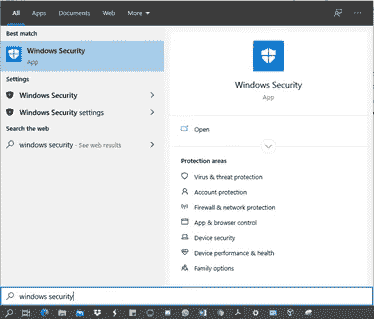 All Apps Documents Web More
Best match
Windows Security
App
Settings
Windows Security
Windows Security settings
Search the web
windows security - See web results
Windows Security
App
Open
Protection areas
Virus & threat protection
Account protection
Firewall & network protection
App & browser control
Device security
Device performance & health
Family options
windows security